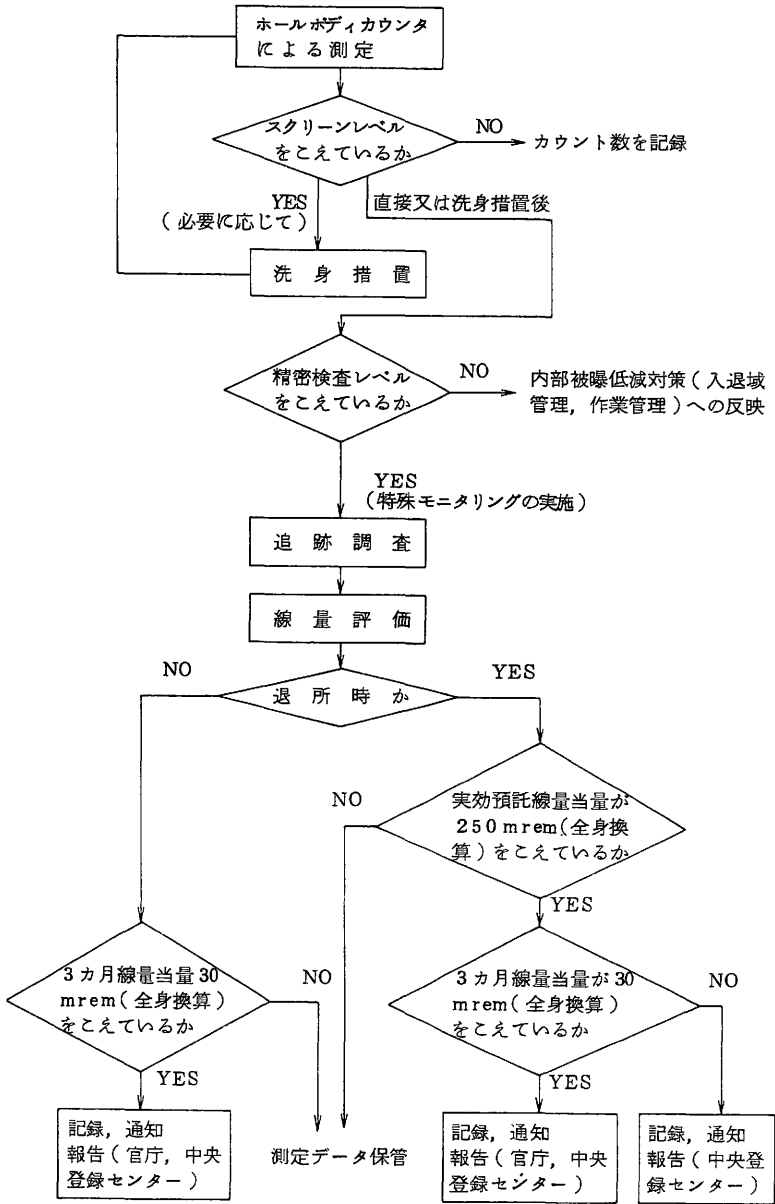 ホールボディカウンタ
による測定
スクリーンレベル
をこえているか
NO
カウント数を記録
YES
(必要に応じて)
直接又は洗身措置後
洗身措置
精密検査レベル
をこえているか
NO
内部被曝低減対策(入退域
管理,作業管理)への反映
YES
(特殊モニタリングの実施)
追跡調査
線量評価
NO
退所時か
YES
実効預託線量当量が
250mrem(全身換
算)をこえているか
NO
YES
3カ月線量当量30
mrem(全身換算)
をこえているか
NO
YES
3カ月線量当量が30
mrem(全身換算)
をこえているか
NO
YES
記録,通知
報告(官庁,中央
登録センター)
測定データ保管
記録,通知
報告(官庁,中央
登録センター)
記録,通知
報告(中央登
録センター)